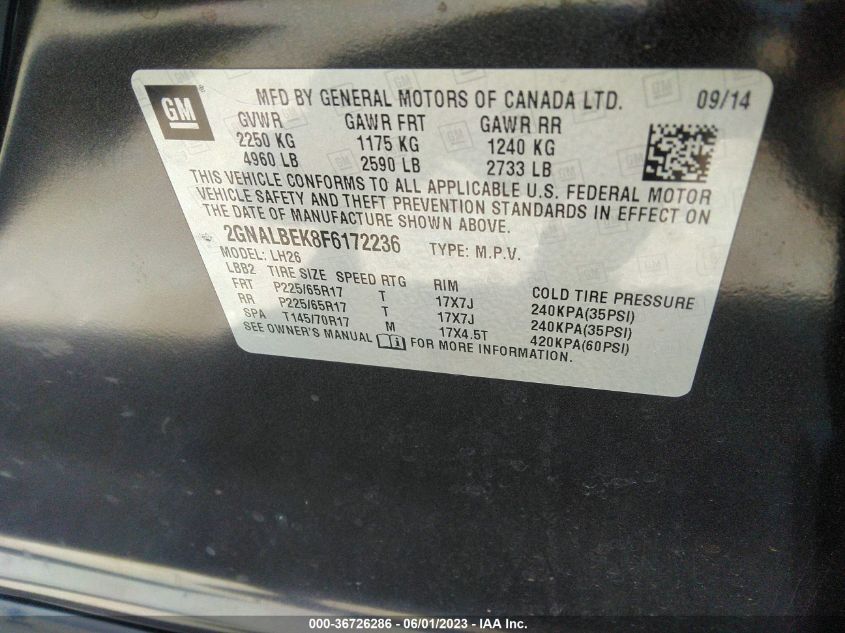 GM
MFD BY GENERAL MOTORS OF CANADA LTD. 09/14
GVWR GAWR FRT GAWR RR
2250 KG 1175 KG 1240 KG
4960 LB 2590 LB 2733 LB
THIS VEHICLE CONFORMS TO ALL APPLICABLE U.S. FEDERAL MOTOR
VEHICLE SAFETY AND THEFT PREVENTION STANDARDS IN EFFECT ON
THE DATE OF MANUFACTURE SHOWN ABOVE.
2GNALBEK8F6172236 TYPE: M.P.V.
MODEL: LH26
LBB2 TIRE SIZE SPEED RTG RIM COLD TIRE PRESSURE
FRT P225/65R17 T 17X7J 240KPA(35PSI)
RR P225/65R17 T 17X7J 240KPA(35PSI)
SPA T145/70R17 M 17X4.5T 420KPA(60PSI)
SEE OWNER'S MANUAL FOR MORE INFORMATION.
000-36726286 - 06/01/2023 - IAA